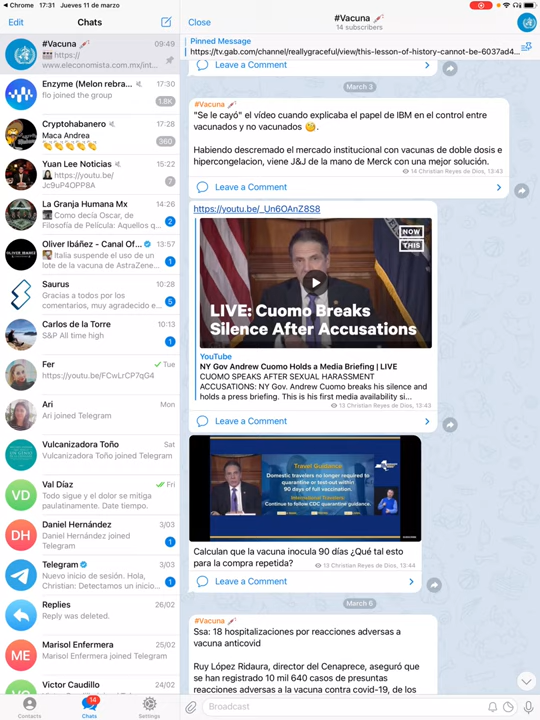 Chrome 17:31 Jueves 11 de marzo
Edit Chats
#Vacuna 09:49
https://
www.eleconomista.com.mx/int...
Enzyme (Melon rebra... 17:30
flo joined the group 1.8K
Cryptohabanero 17:28
Maca Andrea 360
Yuan Lee Noticias 15:22
https://youtu.be/
Jc9uP4OPP8A 7
La Granja Humana Mx 14:26
Como decía Oscar, de
Filosofía de Película: Aquellos q... 2
Oliver Ibáñez - Canal Of... 13:57
Italia suspende el uso de un
lote de la vacuna de AstraZene... 1
Saurus 10:28
Gracias a todos por los
comentarios, muy agradecido e... 5
Carlos de la Torre 10:13
S&P All time high 1
Fer Tue
https://youtu.be/FCwLrCP7qG4
Ari Mon
Ari joined Telegram
Vulcanizadora Toño Sat
Vulcanizadora Toño joined Telegram
VD Val Díaz Fri
Todo sigue y el dolor se mitiga
paulatinamente. Date tiempo.
DH Daniel Hernández 3/03
Daniel Hernández joined
Telegram 1
Telegram 3/03
Nuevo inicio de sesión. Hola,
Christian: Detectamos un inicio... 1
Replies 26/02
Reply was deleted.
ME Marisol Enfermera 25/02
Marisol Enfermera joined Telegram
VC Victor Caudillo 24/02
Contacts 14 Chats Settings
Close #Vacuna
14 subscribers
Pinned Message
https://tv.gab.com/channel/reallygraceful/view/this-lesson-of-history-cannot-be-6037ad4...
Leave a Comment
March 3
#Vacuna
"Se le cayó" el vídeo cuando explicaba el papel de IBM en el control entre
vacunados y no vacunados .
Habiendo descremado el mercado institucional con vacunas de doble dosis e
hipercongelacion, viene J&J de la mano de Merck con una mejor solución.
14 Christian Reyes de Dios, 13:43
Leave a Comment
https://youtu.be/_Un6OAnZ8S8
NOW
THIS
LIVE: Cuomo Breaks
Silence After Accusations
YouTube
NY Gov Andrew Cuomo Holds a Media Briefing | LIVE
CUOMO SPEAKS AFTER SEXUAL HARASSMENT
ACCUSATIONS: NY Gov. Andrew Cuomo breaks his silence and
holds a press briefing. This is his first media availability si...
13 Christian Reyes de Dios, 13:43
Leave a Comment
Travel Guidance:
Domestic travelers no longer required to
quarantine or test-out within
90 days of full vaccination.
International Travelers:
Continue to follow CDC quarantine guidance.
Calculan que la vacuna inocula 90 días ¿Qué tal esto
para la compra repetida?
13 Christian Reyes de Dios, 13:44
Leave a Comment
March 6
#Vacuna
Ssa: 18 hospitalizaciones por reacciones adversas a
vacuna anticovid
Ruy López Ridaura, director del Cenaprece, aseguró que
se han registrado 10 mil 640 casos de presuntas
reacciones adversas a la vacuna contra covid-19, de los
Broadcast